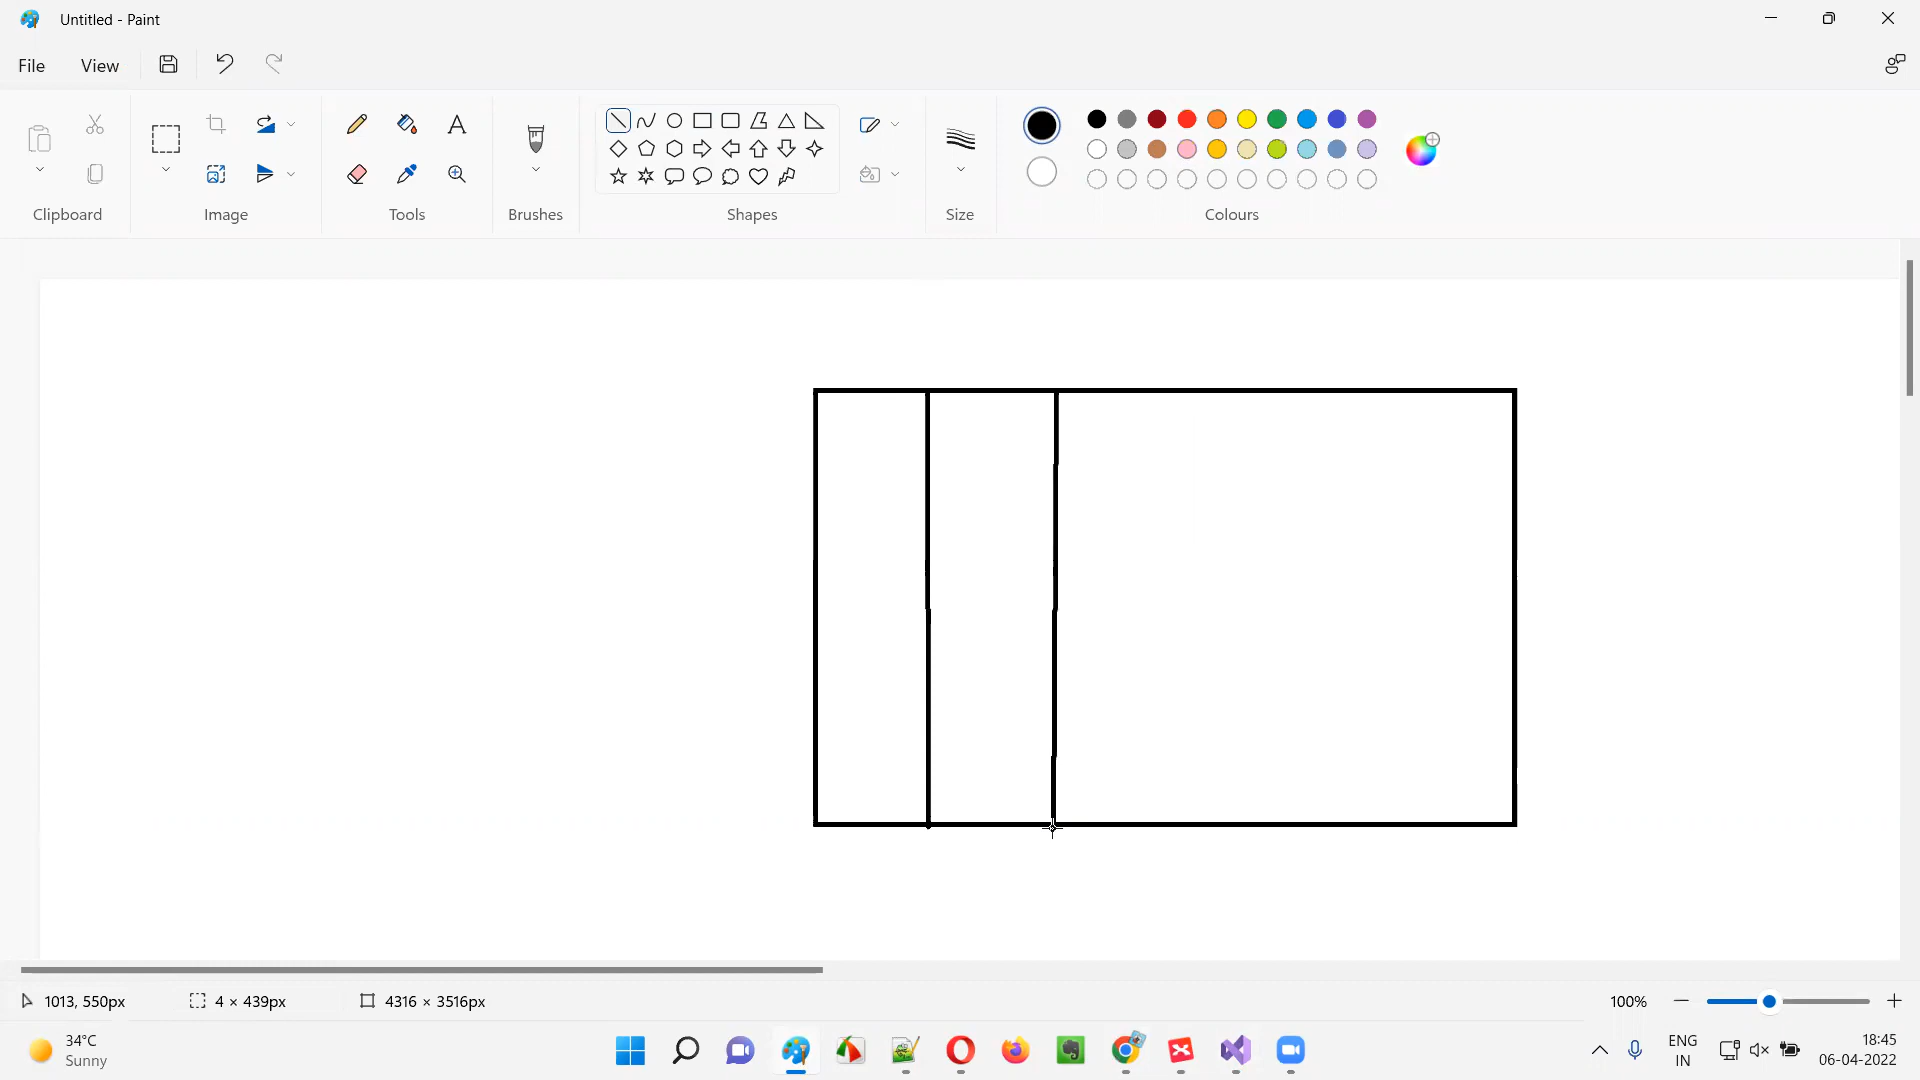 Untitled - Paint
File View
Clipboard
Image
Tools
Brushes
Shapes
Size
Colours
1013, 550px
4 × 439px
4316 × 3516px
100%
34°C
Sunny
ENG
IN
18:45
06-04-2022